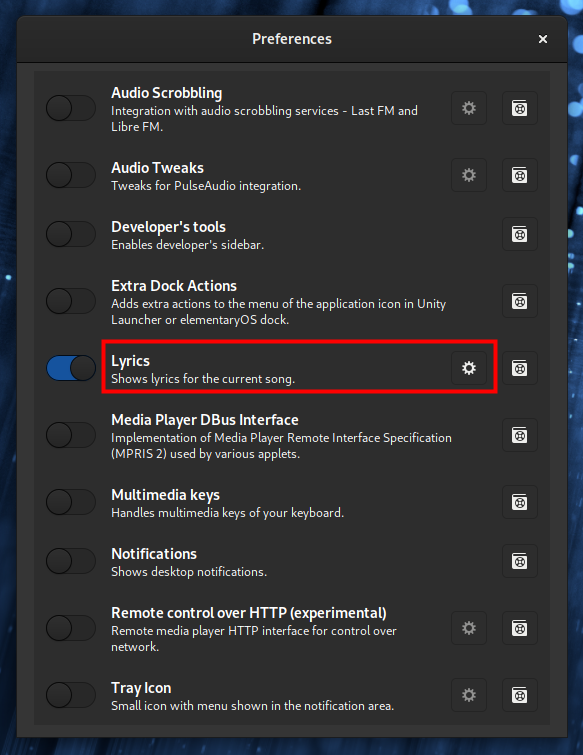 Preferences
Audio Scrobbling
Integration with audio scrobbling services - Last FM and
Libre FM.
Audio Tweaks
Tweaks for PulseAudio integration.
Developer's tools
Enables developer's sidebar.
Extra Dock Actions
Adds extra actions to the menu of the application icon in Unity
Launcher or elementaryOS dock.
Lyrics
Shows lyrics for the current song.
Media Player DBus Interface
Implementation of Media Player Remote Interface Specification
(MPRIS 2) used by various applets.
Multimedia keys
Handles multimedia keys of your keyboard.
Notifications
Shows desktop notifications.
Remote control over HTTP (experimental)
Remote media player HTTP interface for control over
network.
Tray Icon
Small icon with menu shown in the notification area.